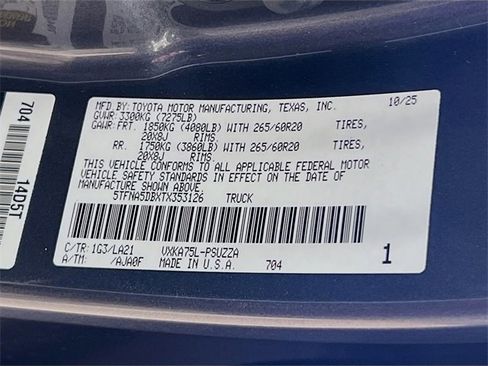 MFD.BY:TOYOTA MOTOR MANUFACTURING, TEXAS, INC. 10/25
GVWR:3300KG (7275LB)
GAWR:FRT. 1850KG (4080LB) WITH 265/60R20 TIRES,
20X8J RIMS.
RR. 1750KG (3860LB) WITH 265/60R20 TIRES,
20X8J RIMS.
THIS VEHICLE CONFORMS TO ALL APPLICABLE FEDERAL MOTOR
VEHICLE SAFETY STANDARDS IN EFFECT ON THE DATE OF
MANUFACTURE SHOWN ABOVE.
5TFNA5DBXTX353126 TRUCK
C/TR:1G3/LA21 VXKA75L-PSUZZA
A/TM: /AJA0F MADE IN U.S.A. 704 1
704 14D5T